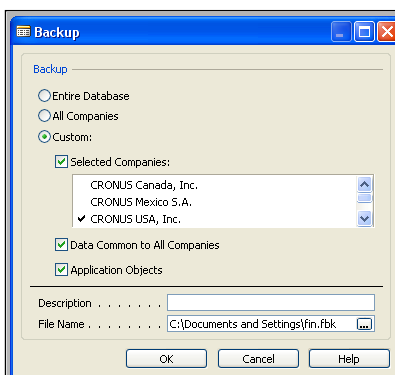 Backup
Backup
Entire Database
All Companies
Custom:
Selected Companies:
CRONUS Canada, Inc.
CRONUS Mexico S.A.
CRONUS USA, Inc.
Data Common to All Companies
Application Objects
Description . . . . . . .
File Name . . . . . . . . C:\Documents and Settings\fin.fbk ...
OK Cancel Help